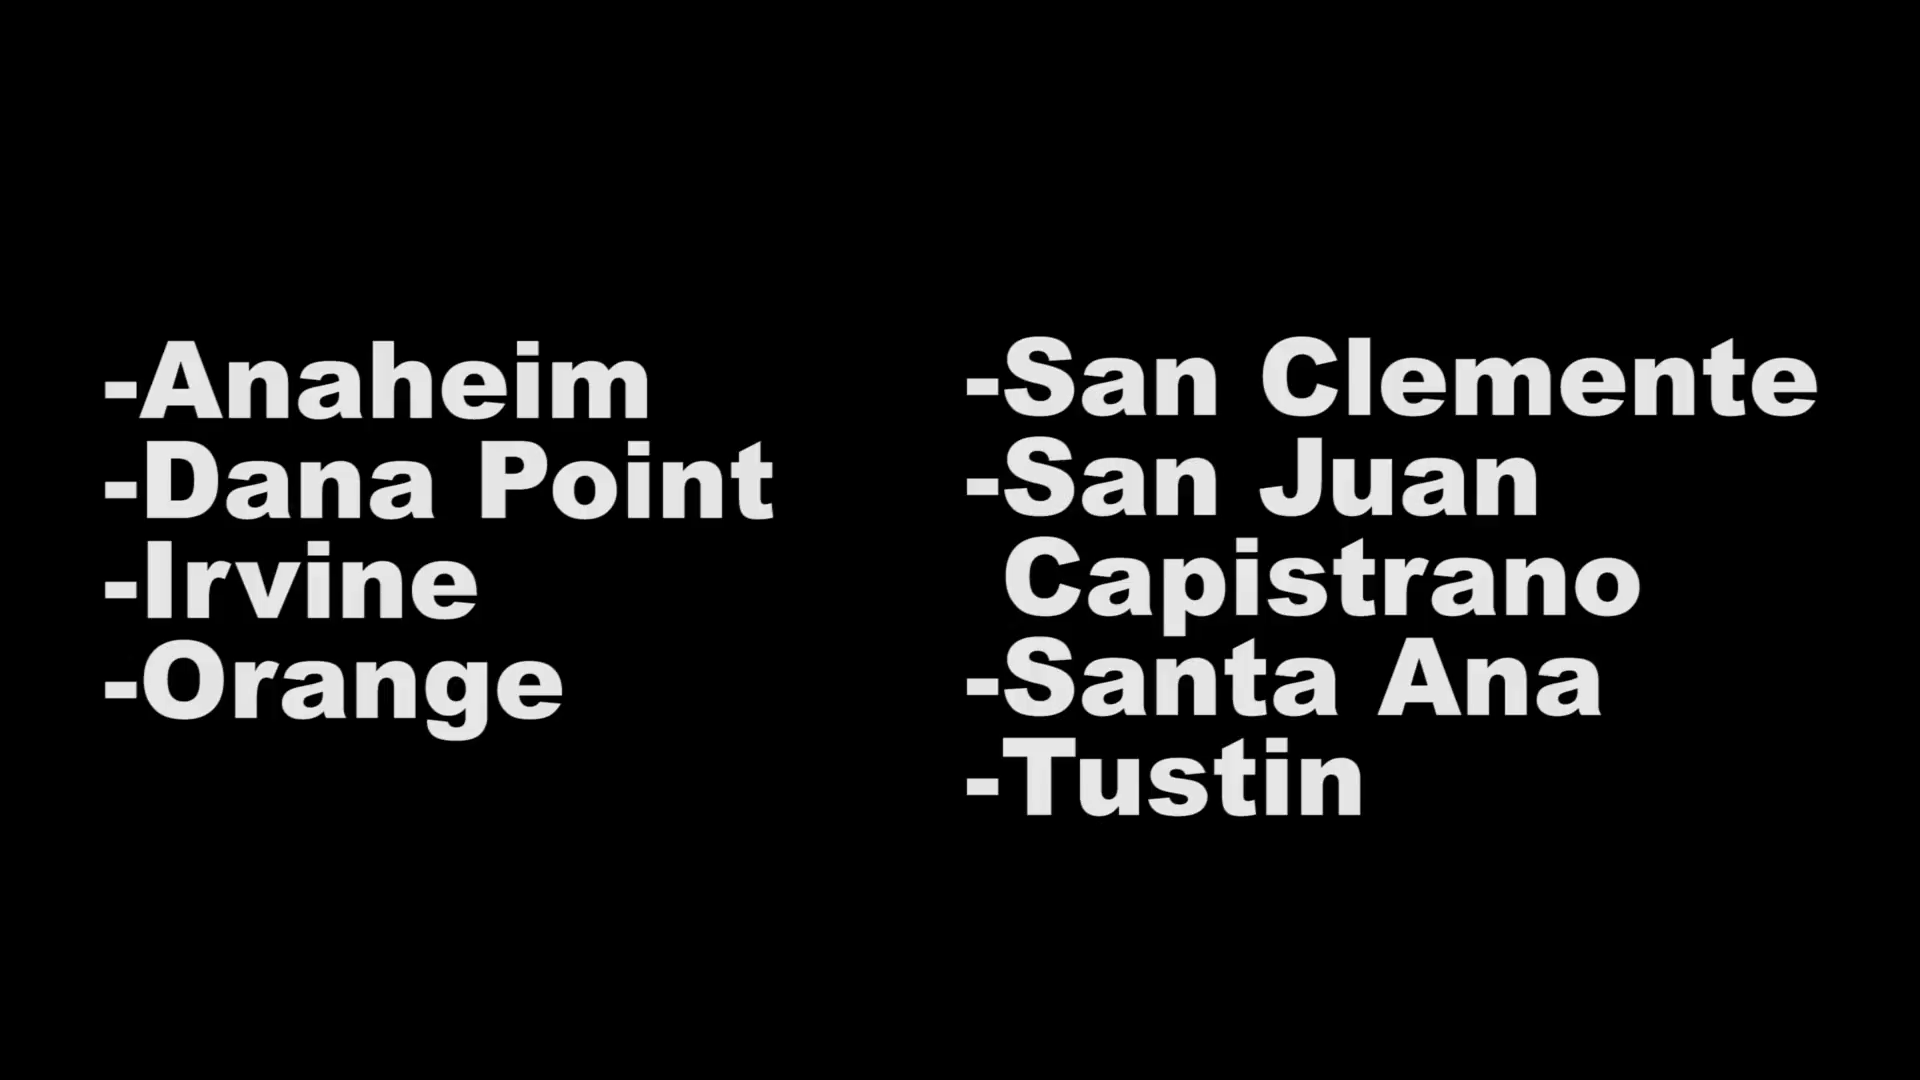 -Anaheim
-Dana Point
-Irvine
-Orange
-San Clemente
-San Juan
Capistrano
-Santa Ana
-Tustin